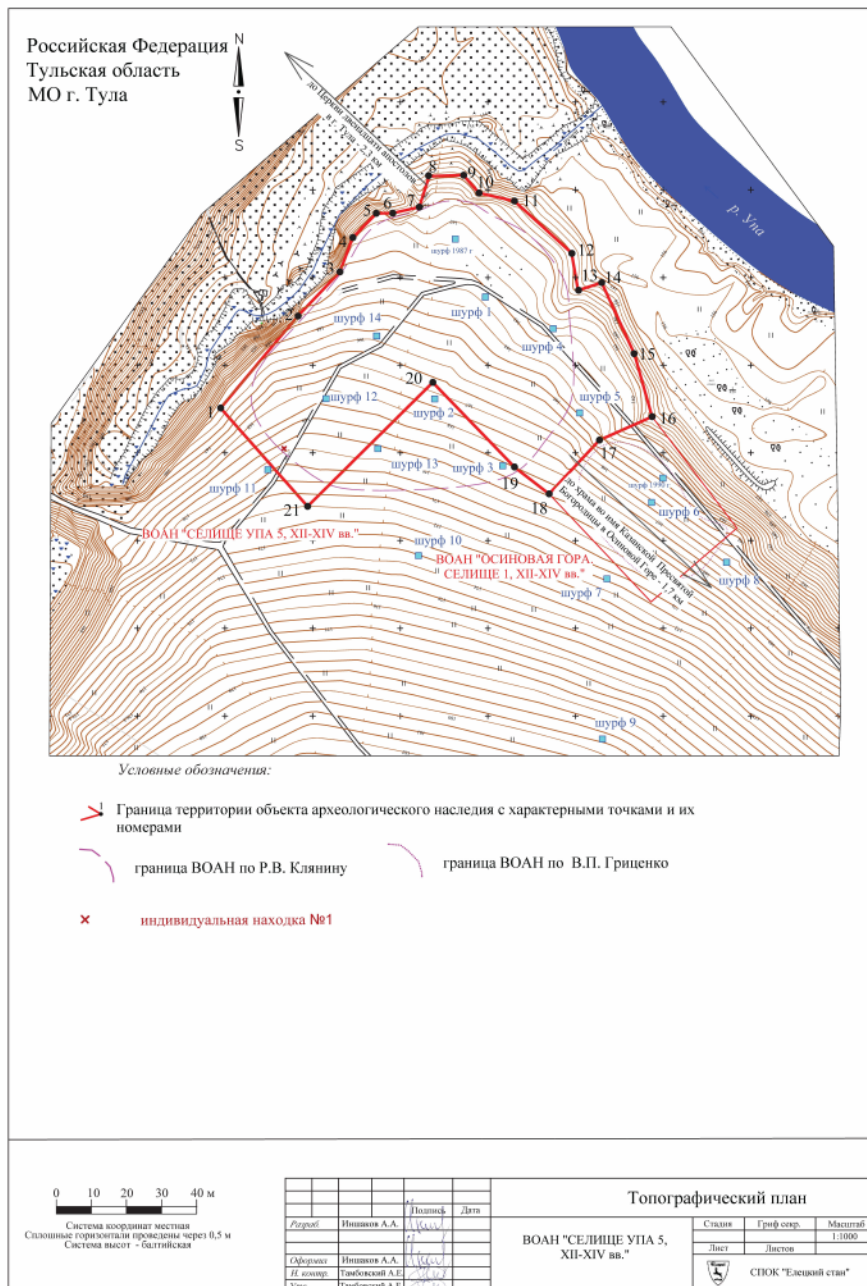 Российская Федерация
Тульская область
МО г. Тула
N
S
до Церкви двенадцати апостолов
в г. Тула - 2,3 км
р. Упа
8
9
10
7
11
6
5
4
12
3
13
14
2
15
1
20
16
17
19
18
21
шурф 1987 г
шурф 1
шурф 14
шурф 4
шурф 12
шурф 2
шурф 5
шурф 13
шурф 3
шурф 11
шурф 1990 г
шурф 6
шурф 10
шурф 8
шурф 7
шурф 9
ВОАН "СЕЛИЩЕ УПА 5, XII-XIV вв."
ВОАН "ОСИНОВАЯ ГОРА.
СЕЛИЩЕ 1, XII-XIV вв."
до храма во имя Казанской Пресвятой
Богородицы в Осиновой Горе - 1,7 км
Условные обозначения:
1
Граница территории объекта археологического наследия с характерными точками и их
номерами
граница ВОАН по Р.В. Клянину
граница ВОАН по В.П. Гриценко
индивидуальная находка №1
0 10 20 30 40 м
Система координат местная
Сплошные горизонтали проведены через 0,5 м
Система высот - балтийская
Подпись Дата
Разраб. Иншаков А.А.
Оформил Иншаков А.А.
Н. контр. Тамбовский А.Е.
Тамбовский А.Е.
Топографический план
ВОАН "СЕЛИЩЕ УПА 5,
XII-XIV вв."
Стадия Гриф секр. Масштаб
1:1000
Лист Листов
СПОК "Елецкий стан"